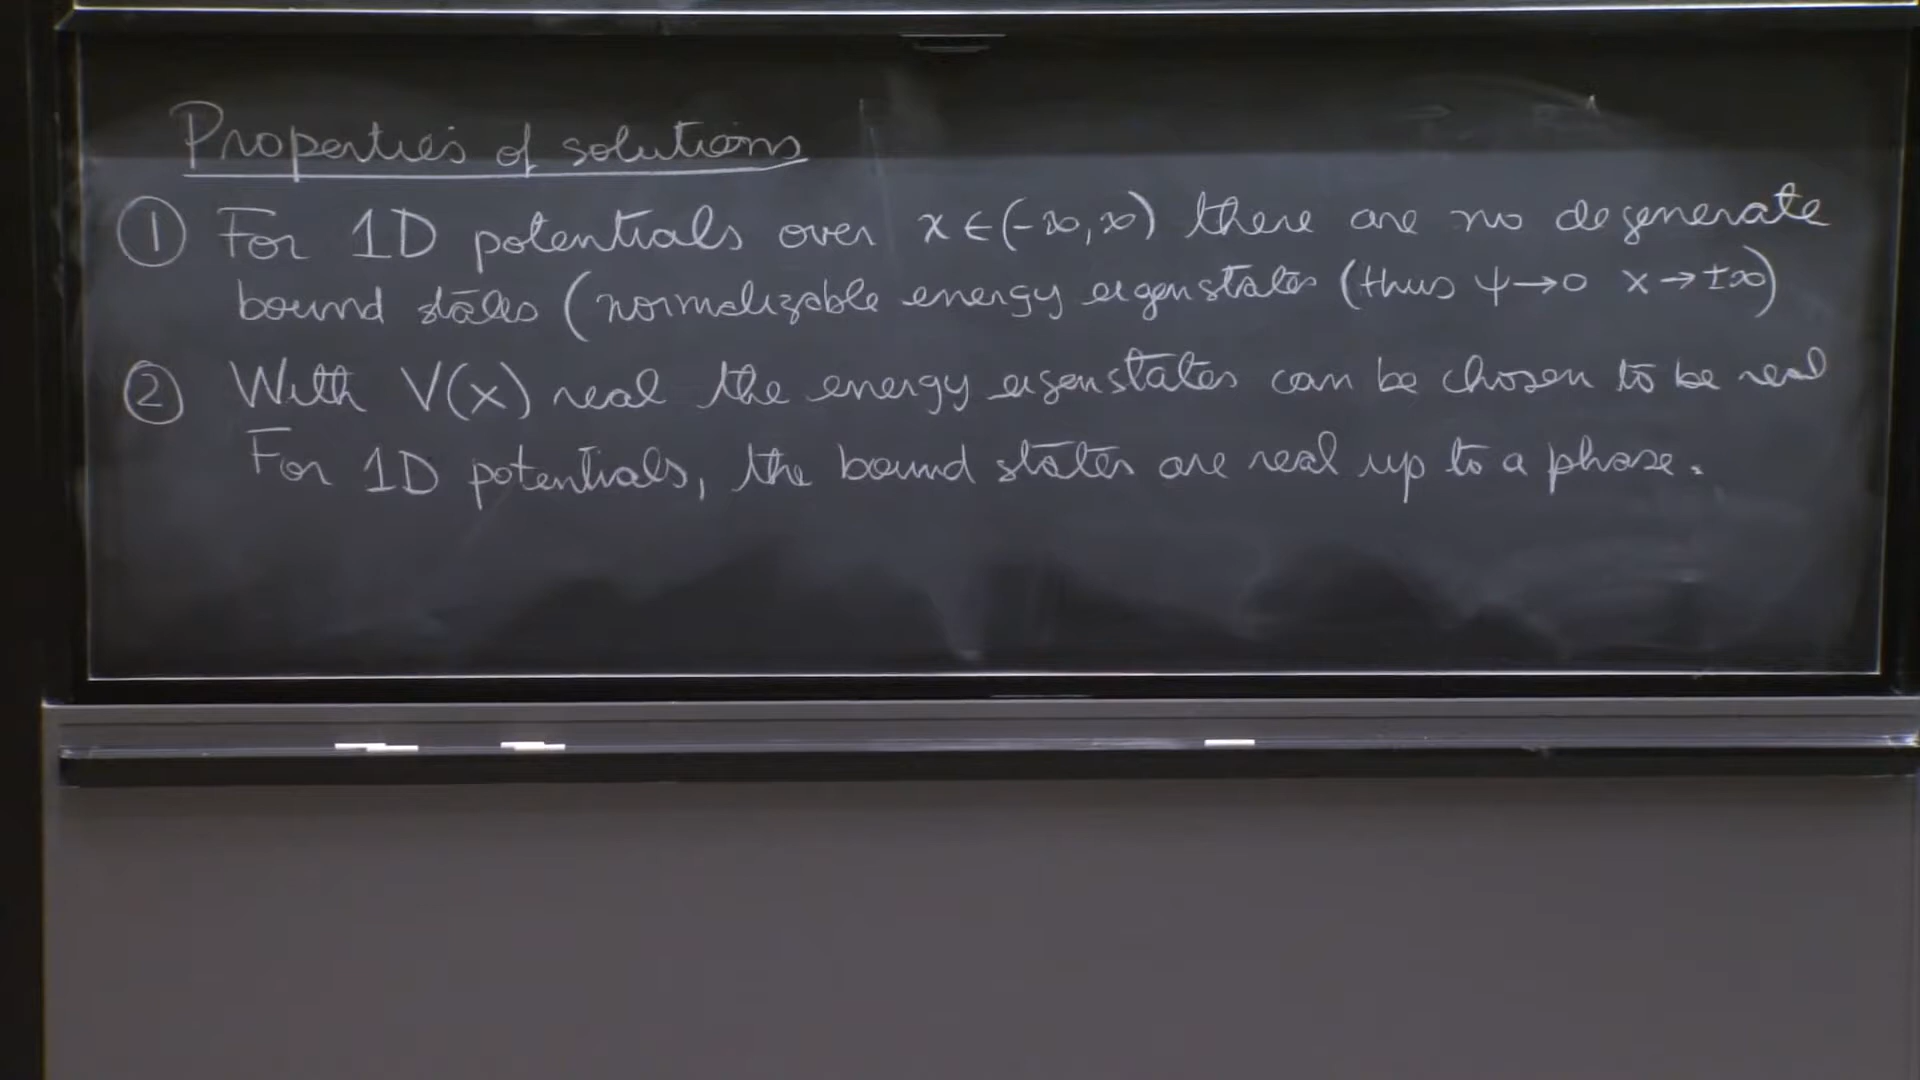 Properties of solutions
① For 1D potentials over x ∈ (-∞, ∞) there are no degenerate
bound states (normalizable energy eigenstates (thus ψ→0 x→±∞)
② With V(x) real the energy eigenstates can be chosen to be real
For 1D potentials, the bound states are real up to a phase.